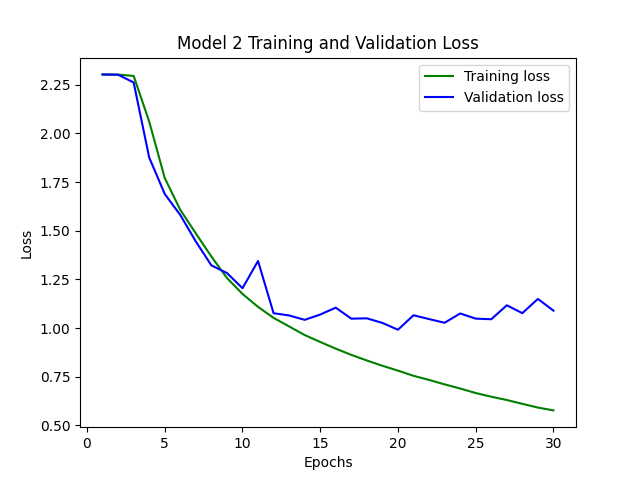 Model 2 Training and Validation Loss
Training loss
Validation loss
2.25
2.00
1.75
1.50
1.25
1.00
0.75
0.50
Loss
0 5 10 15 20 25 30
Epochs